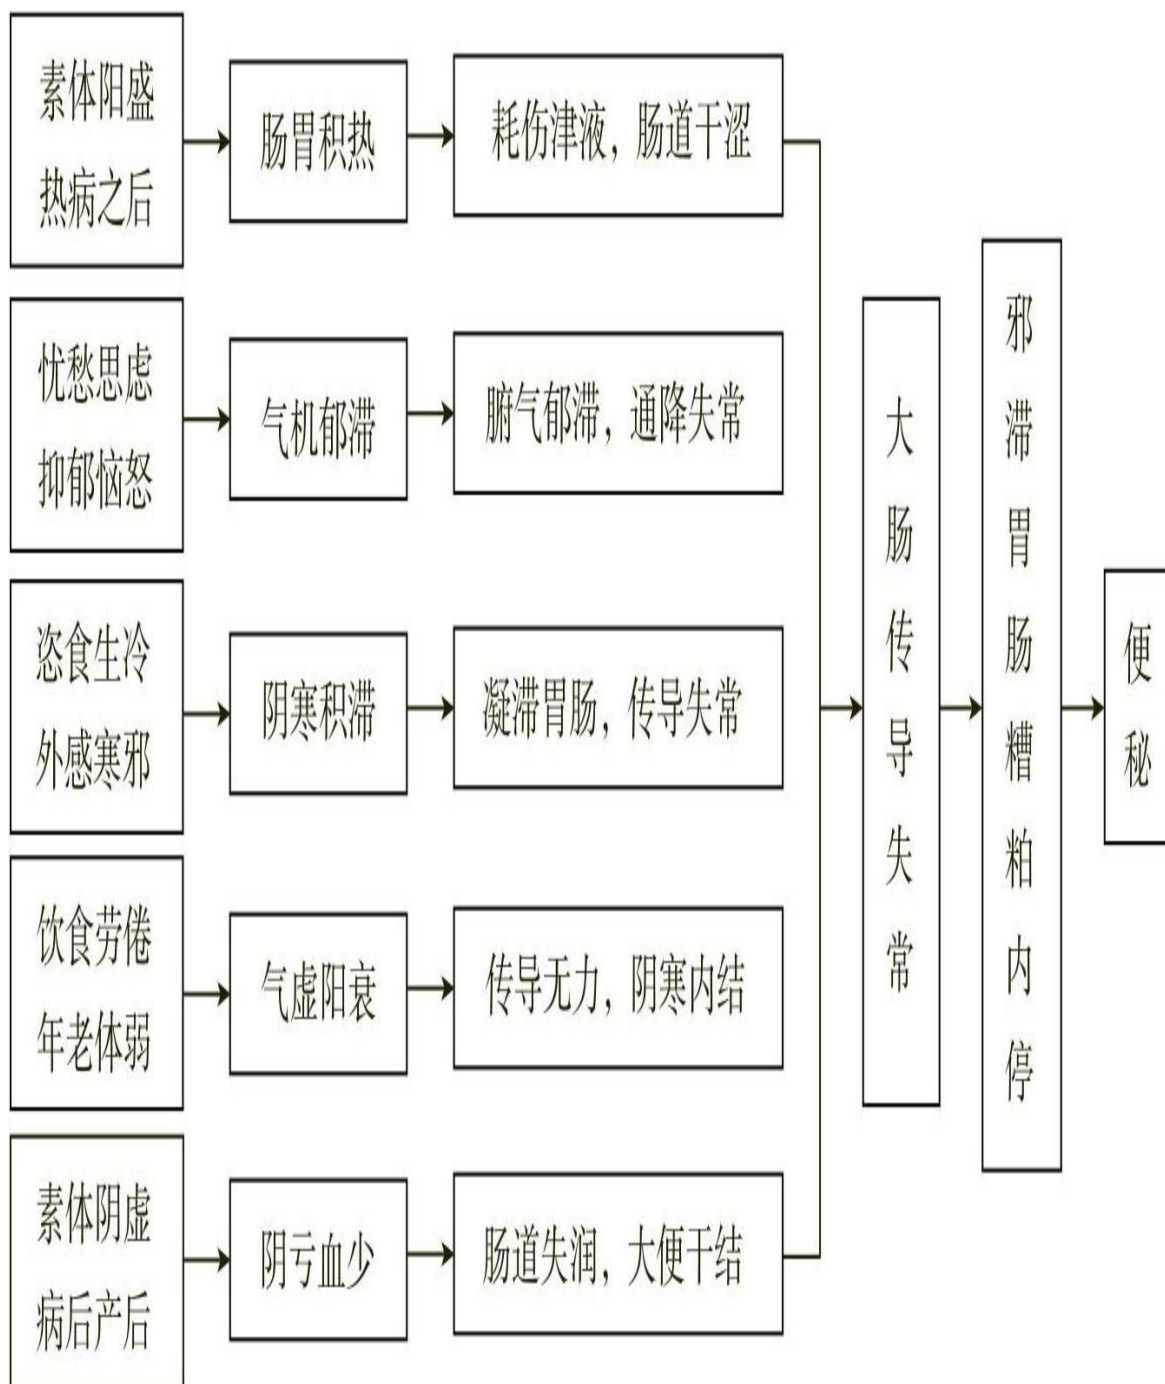 素体阳盛
热病之后
肠胃积热
耗伤津液，肠道干涩
忧愁思虑
抑郁恼怒
气机郁滞
腑气郁滞，通降失常
恣食生冷
外感寒邪
阴寒积滞
凝滞胃肠，传导失常
饮食劳倦
年老体弱
气虚阳衰
传导无力，阴寒内结
素体阴虚
病后产后
阴亏血少
肠道失润，大便干结
大肠传导失常
邪滞胃肠糟粕内停
便秘